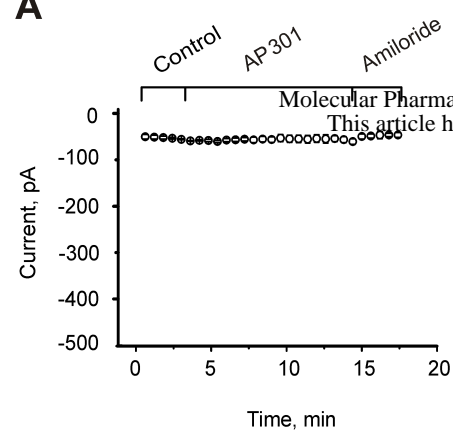 A
Control
AP301
Amiloride
Molecular Pharma
This article h
0
-100
-200
-300
-400
-500
Current, pA
0 5 10 15 20
Time, min